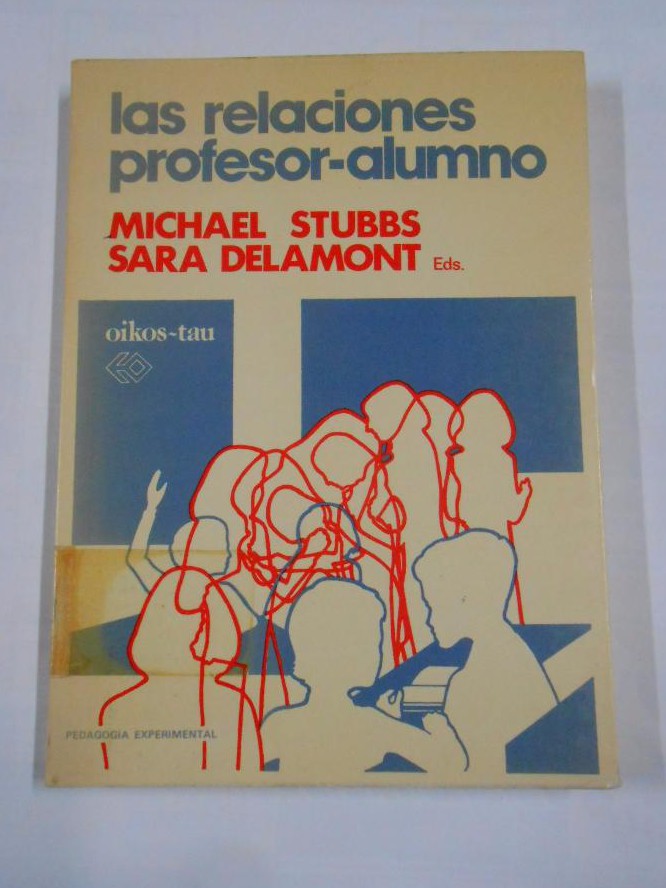 las relaciones
profesor-alumno
MICHAEL STUBBS
SARA DELAMONT Eds.
oikos~tau
PEDAGOGIA EXPERIMENTAL